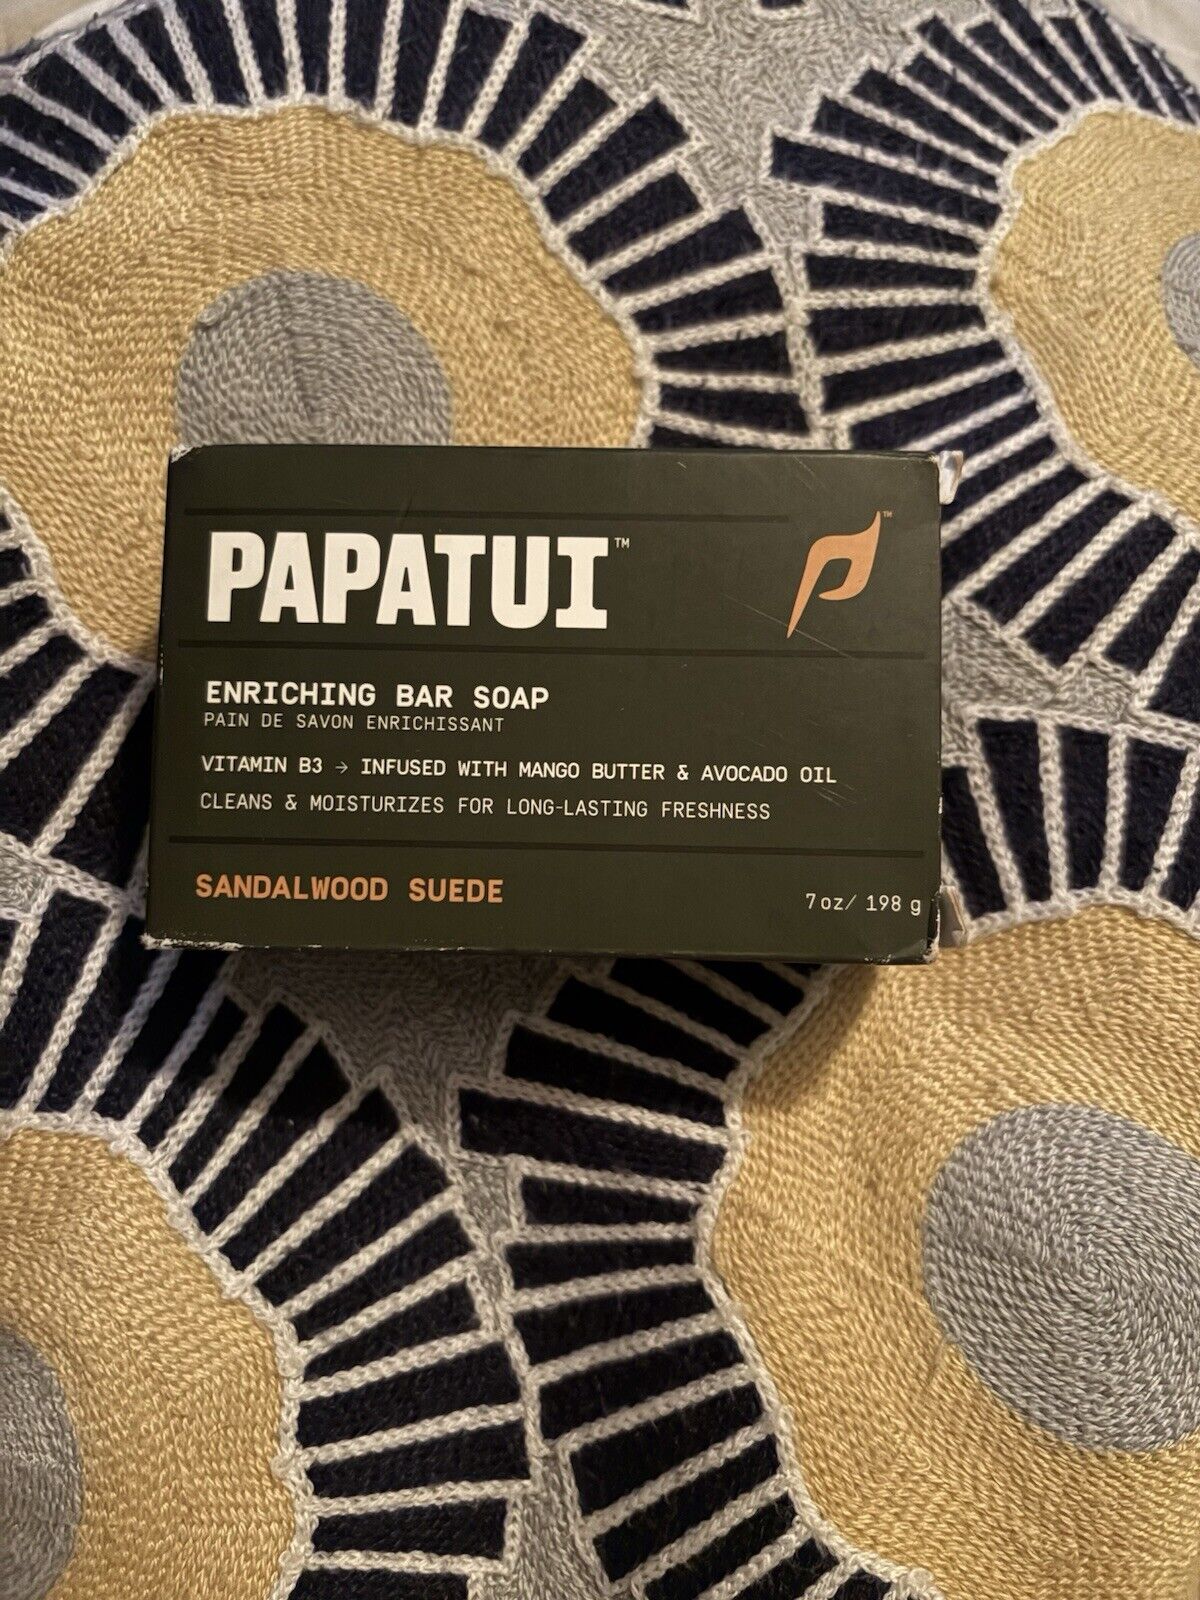 PAPATUI™
™
ENRICHING BAR SOAP
PAIN DE SAVON ENRICHISSANT
VITAMIN B3 → INFUSED WITH MANGO BUTTER & AVOCADO OIL
CLEANS & MOISTURIZES FOR LONG-LASTING FRESHNESS
SANDALWOOD SUEDE
7 oz/ 198 g